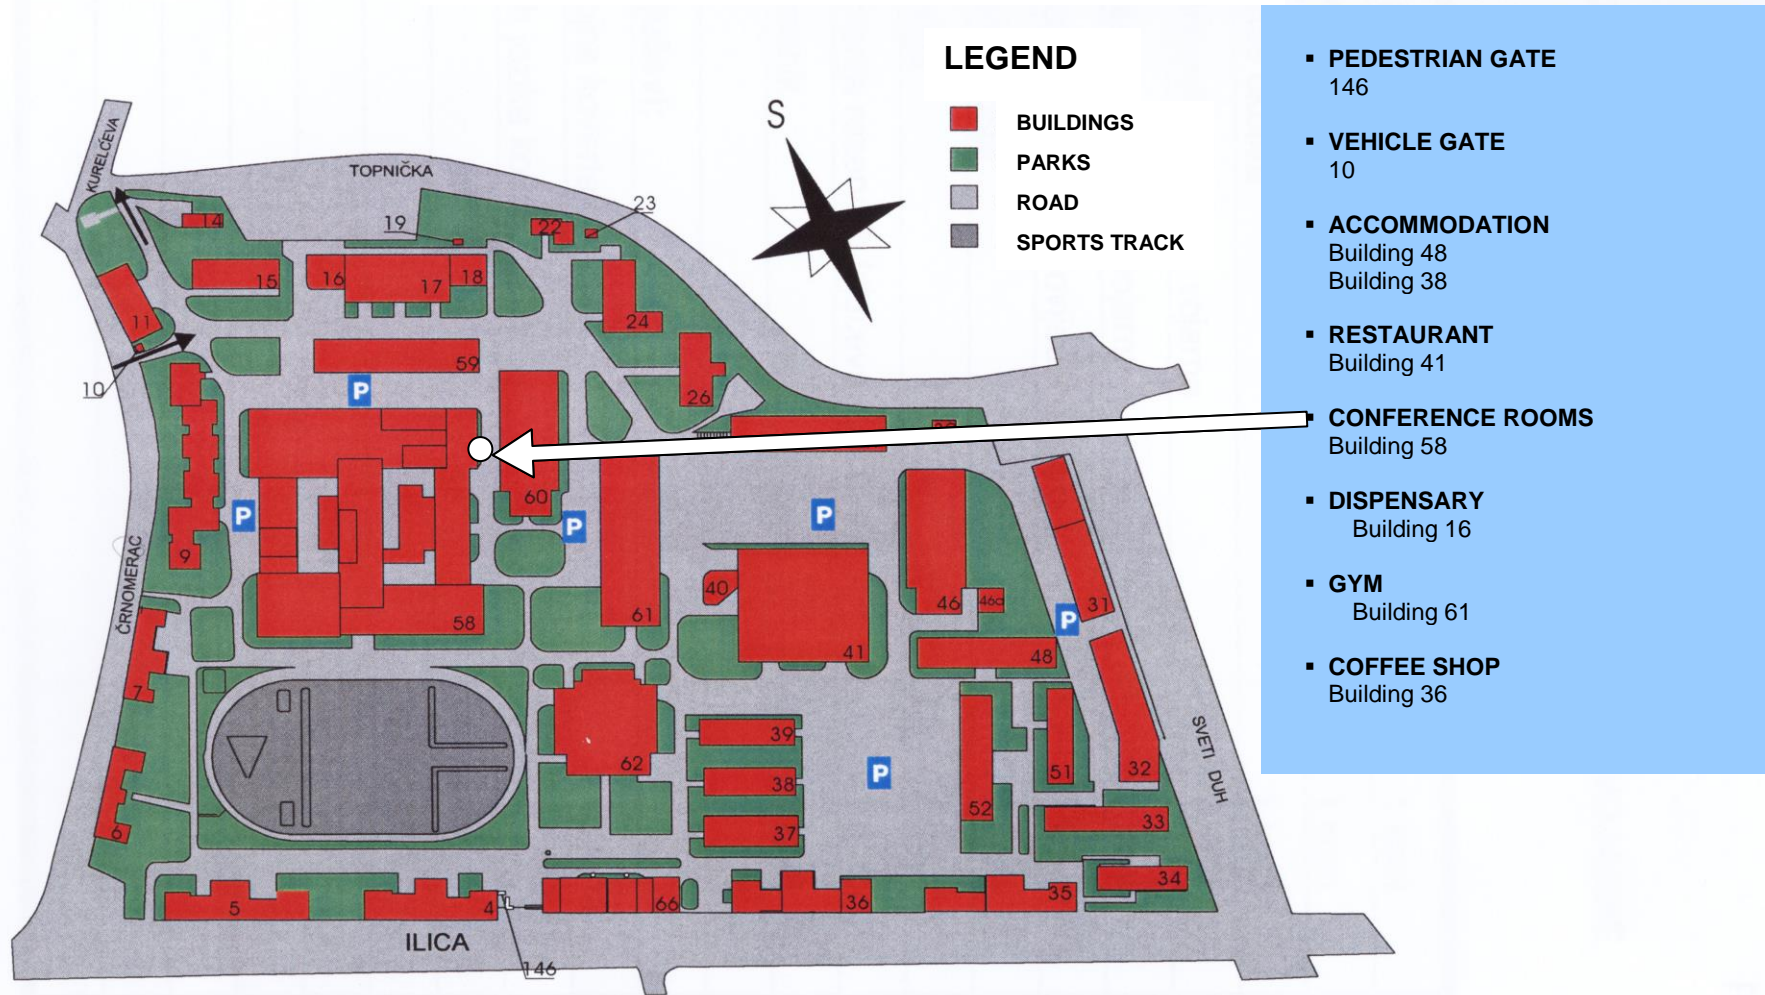 LEGEND
BUILDINGS
PARKS
ROAD
SPORTS TRACK
S
▪ PEDESTRIAN GATE
146
▪ VEHICLE GATE
10
▪ ACCOMMODATION
Building 48
Building 38
▪ RESTAURANT
Building 41
▪ CONFERENCE ROOMS
Building 58
▪ DISPENSARY
Building 16
▪ GYM
Building 61
▪ COFFEE SHOP
Building 36
KURELČEVA
TOPNIČKA
ČRNOMERAC
SVETI DUH
ILICA
14
19
22
23
15
16
17
18
24
11
59
10
26
P
P
P
P
P
P
60
9
58
61
40
41
46
46a
31
48
7
62
39
38
37
52
51
32
33
34
6
5
4
66
36
35
146